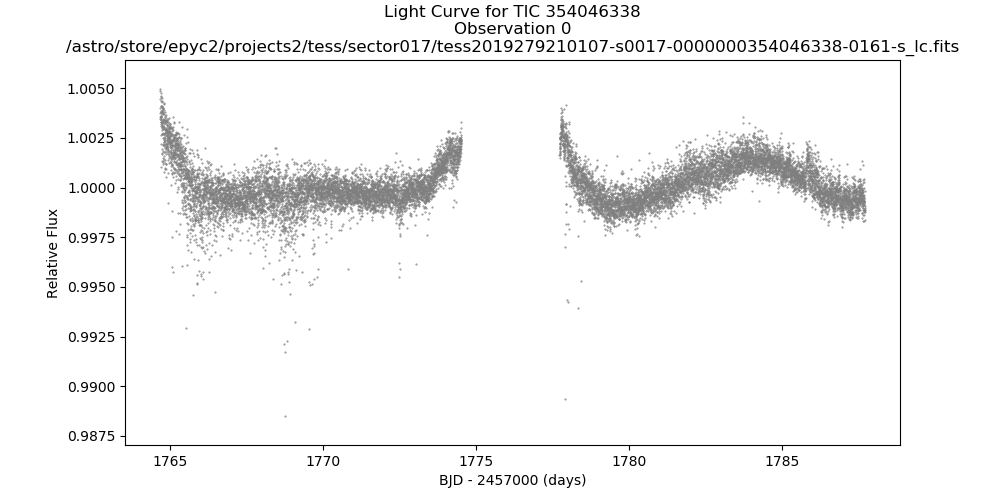 Light Curve for TIC 354046338
Observation 0
/astro/store/epyc2/projects2/tess/sector017/tess2019279210107-s0017-0000000354046338-0161-s_lc.fits
1.0050
1.0025
1.0000
0.9975
0.9950
0.9925
0.9900
0.9875
Relative Flux
1765
1770
1775
1780
1785
BJD - 2457000 (days)